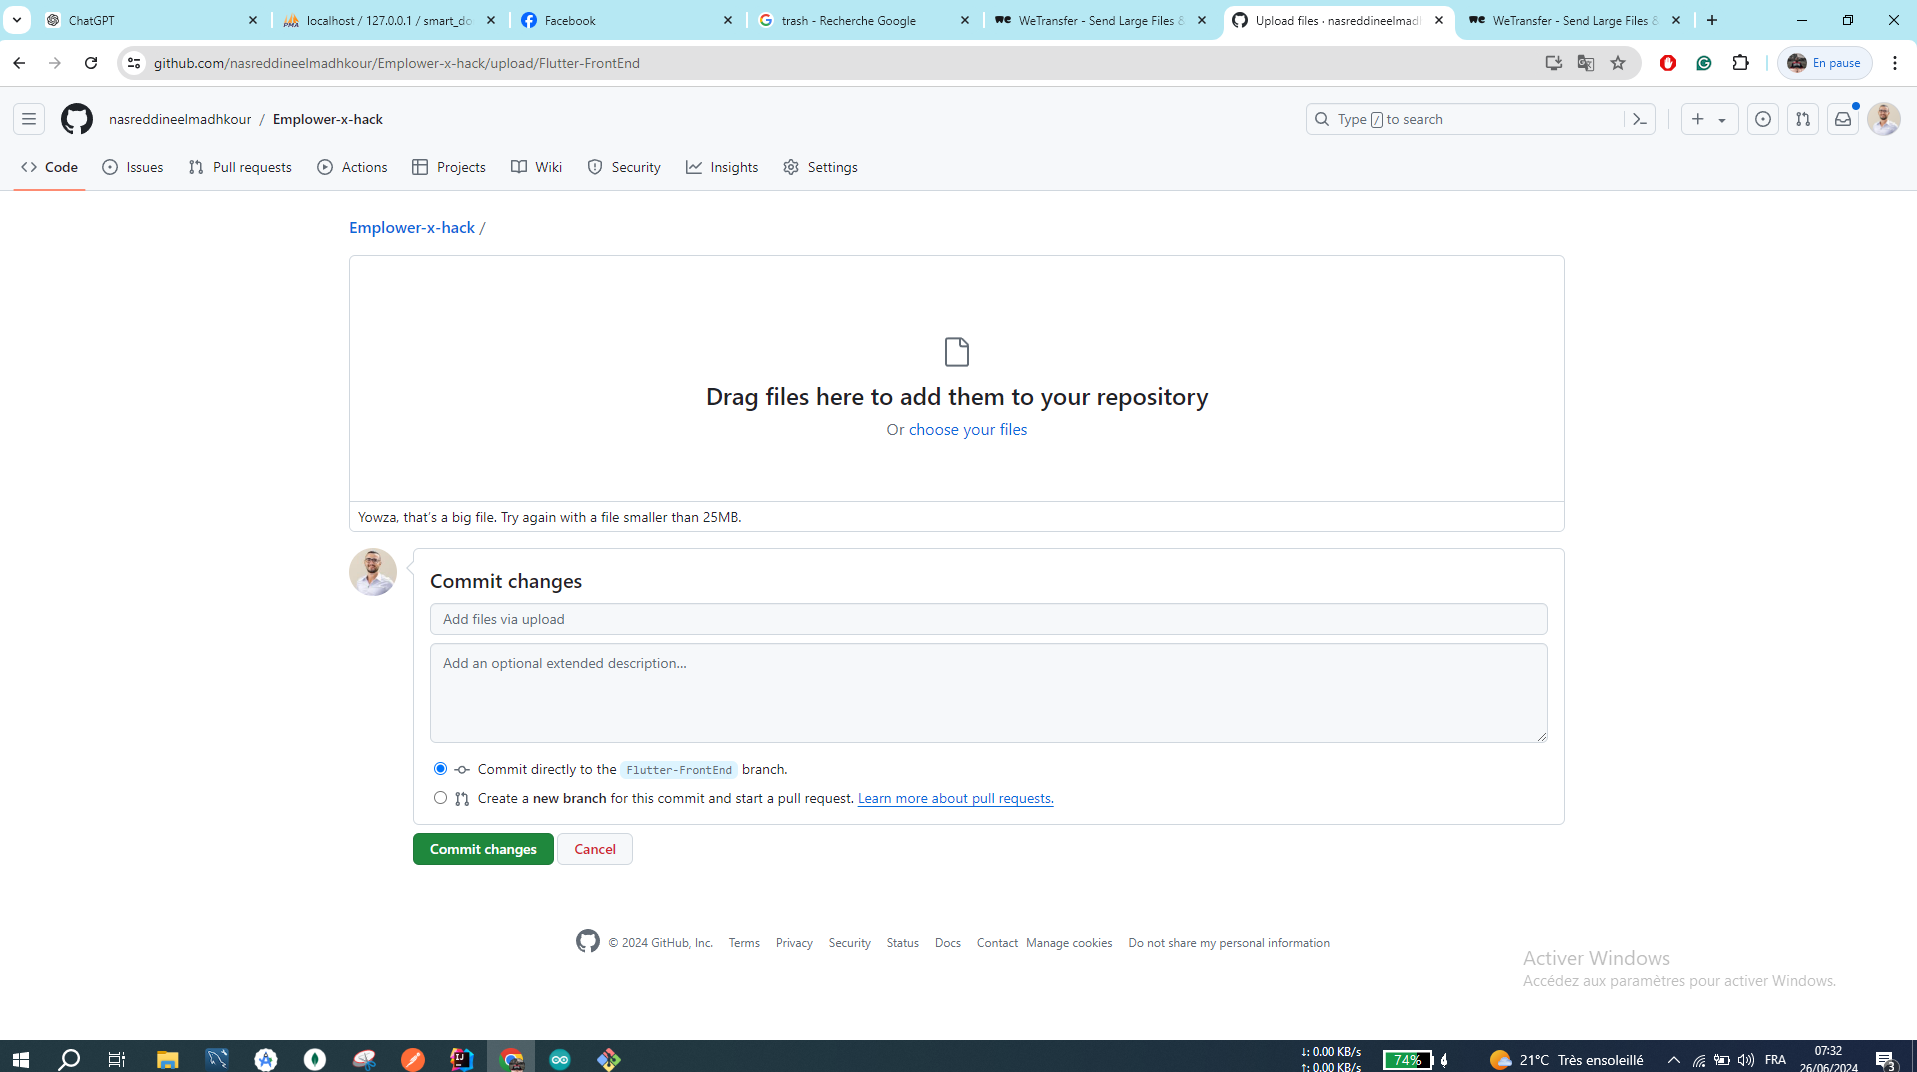 ChatGPT
localhost / 127.0.0.1 / smart_do
Facebook
trash - Recherche Google
WeTransfer - Send Large Files &
Upload files · nasreddineelmadh
WeTransfer - Send Large Files &
github.com/nasreddineelmadhkour/Emplower-x-hack/upload/Flutter-FrontEnd
En pause
nasreddineelmadhkour / Emplower-x-hack
Type / to search
Code
Issues
Pull requests
Actions
Projects
Wiki
Security
Insights
Settings
Emplower-x-hack /
Drag files here to add them to your repository
Or choose your files
Yowza, that's a big file. Try again with a file smaller than 25MB.
Commit changes
Add files via upload
Add an optional extended description...
Commit directly to the Flutter-FrontEnd branch.
Create a new branch for this commit and start a pull request. Learn more about pull requests.
Commit changes
Cancel
© 2024 GitHub, Inc.
Terms
Privacy
Security
Status
Docs
Contact
Manage cookies
Do not share my personal information
Activer Windows
Accédez aux paramètres pour activer Windows.
↓: 0.00 KB/s
↑: 0.00 KB/s
74%
21°C Très ensoleillé
FRA
07:32
26/06/2024
3